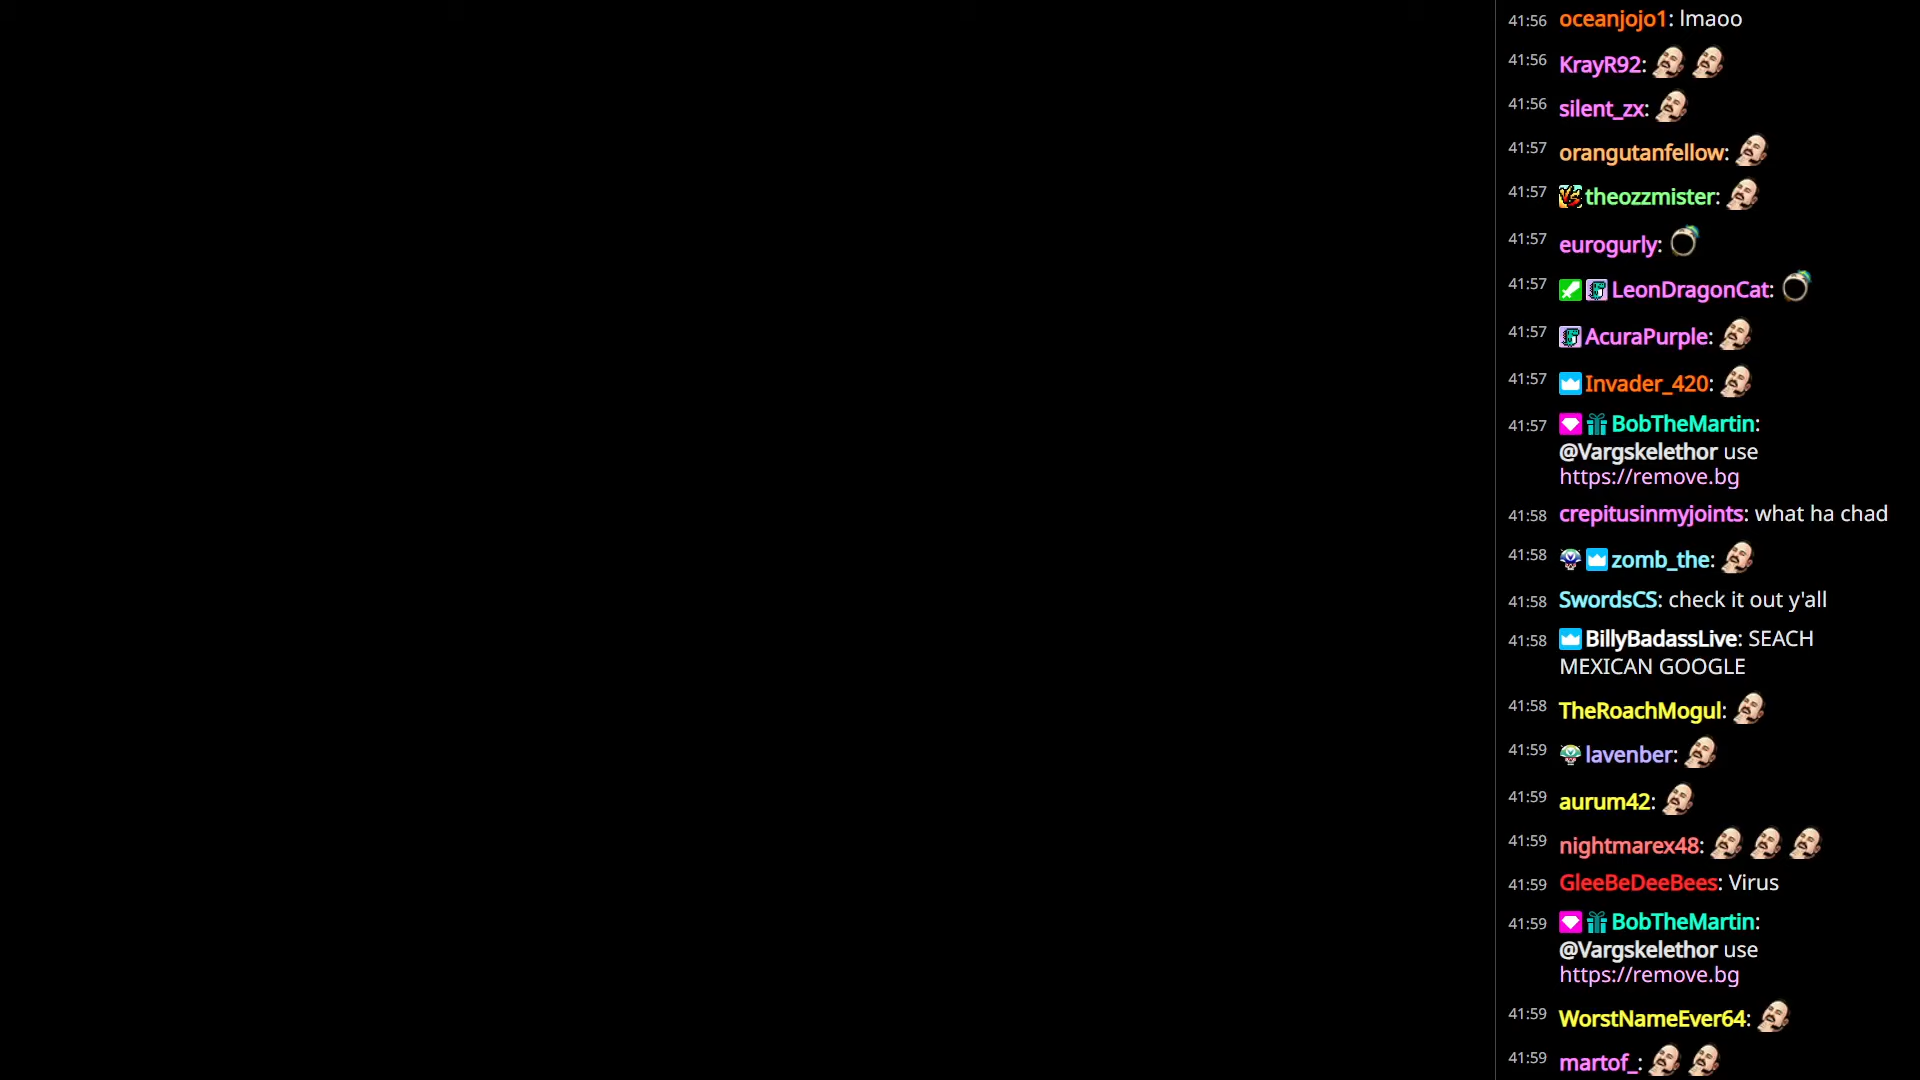 41:56 oceanjojo1: lmaoo
41:56 KrayR92:
41:56 silent_zx:
41:57 orangutanfellow:
41:57 theozzmister:
41:57 eurogurly:
41:57 LeonDragonCat:
41:57 AcuraPurple:
41:57 Invader_420:
41:57 BobTheMartin:
@Vargskelethor use
https://remove.bg
41:58 crepitusinmyjoints: what ha chad
41:58 zomb_the:
41:58 SwordsCS: check it out y'all
41:58 BillyBadassLive: SEACH
MEXICAN GOOGLE
41:58 TheRoachMogul:
41:59 lavenber:
41:59 aurum42:
41:59 nightmarex48:
41:59 GleeBeDeeBees: Virus
41:59 BobTheMartin:
@Vargskelethor use
https://remove.bg
41:59 WorstNameEver64:
41:59 martof_: